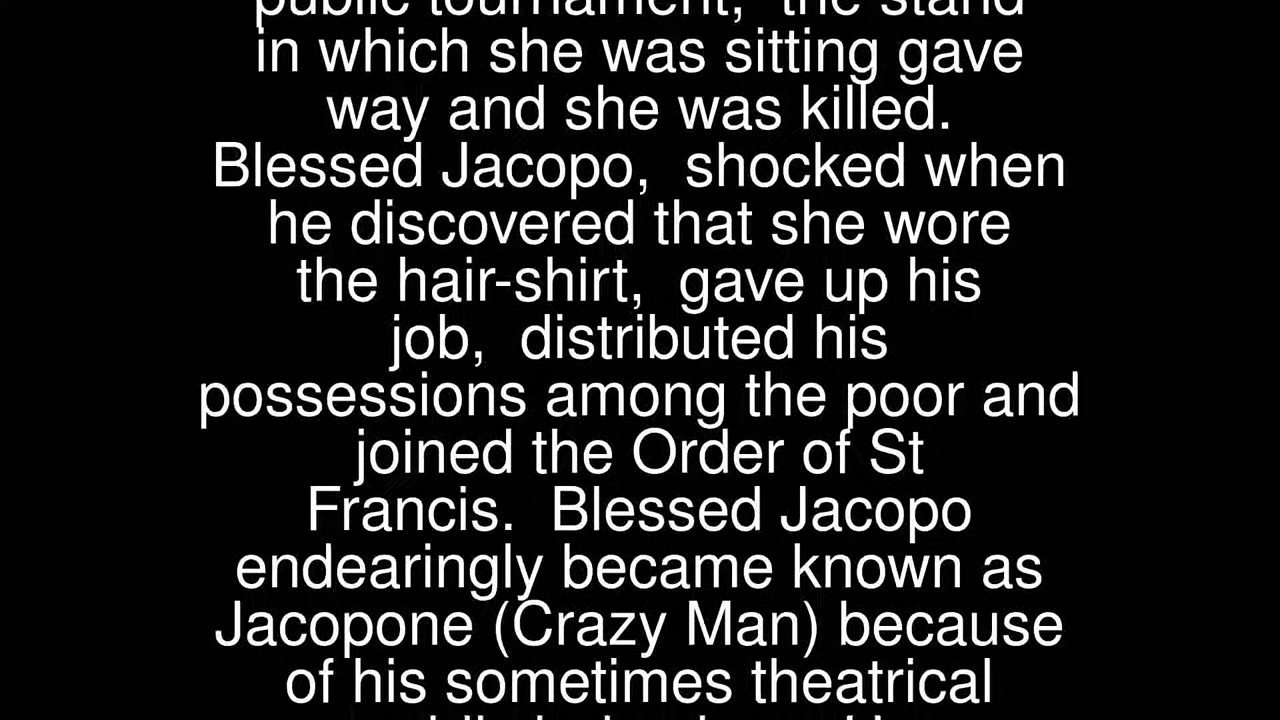 public tournament, the stand
in which she was sitting gave
way and she was killed.
Blessed Jacopo, shocked when
he discovered that she wore
the hair-shirt, gave up his
job, distributed his
possessions among the poor and
joined the Order of St
Francis. Blessed Jacopo
endearingly became known as
Jacopone (Crazy Man) because
of his sometimes theatrical